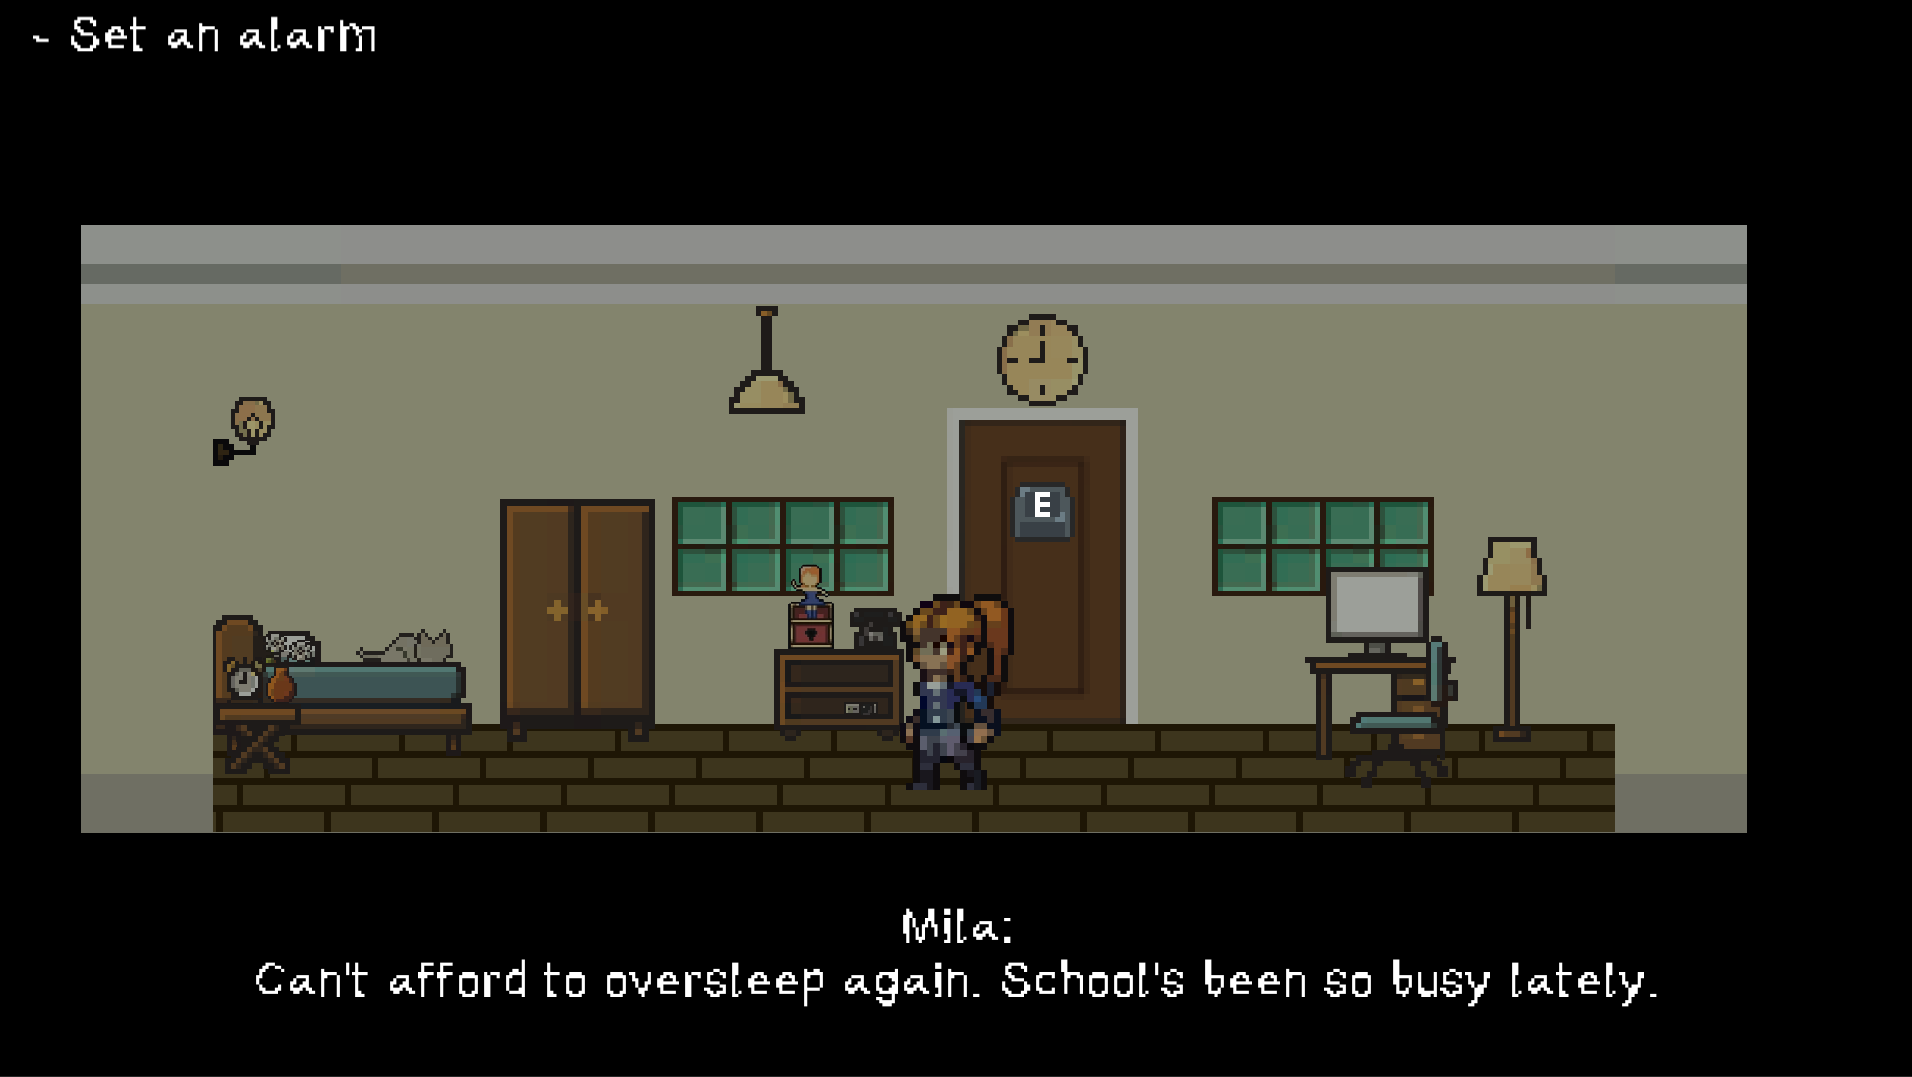 - Set an alarm
E
Mila:
Can't afford to oversleep again. School's been so busy lately.